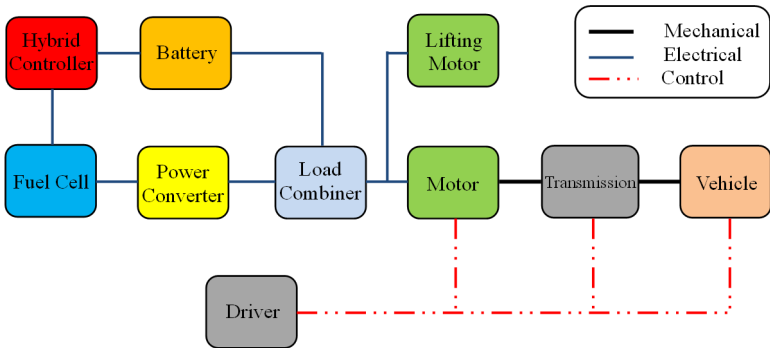 Hybrid
Controller
Battery
Lifting
Motor
Mechanical
Electrical
Control
Fuel Cell
Power
Converter
Load
Combiner
Motor
Transmission
Vehicle
Driver